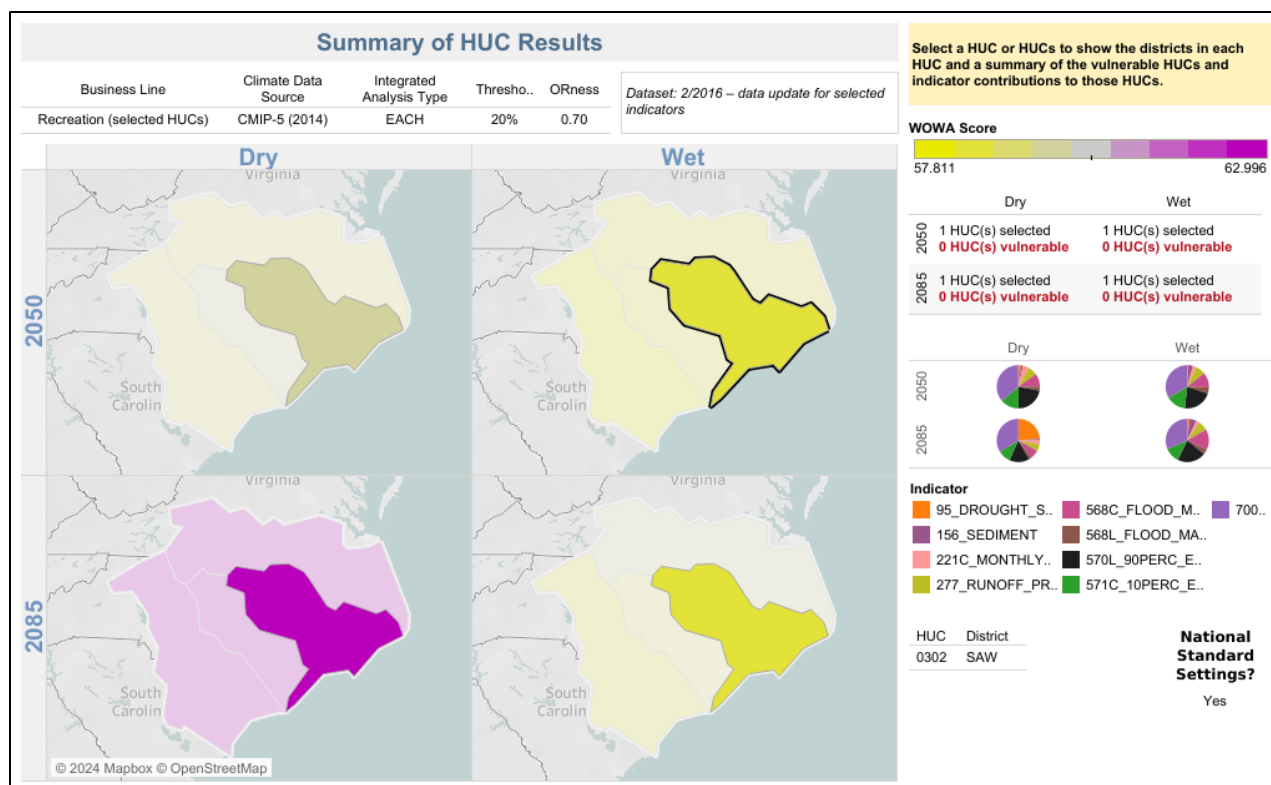 Summary of HUC Results
Business Line
Climate Data
Source
Integrated
Analysis Type
Thresho..
ORness
Recreation (selected HUCs)
CMIP-5 (2014)
EACH
20%
0.70
Dataset: 2/2016 – data update for selected
indicators
Dry
Wet
2050
Virginia
South
Carolin
Virginia
South
Carolin
2085
Virginia
South
Carolin
© 2024 Mapbox © OpenStreetMap
Virginia
South
Carolin
Select a HUC or HUCs to show the districts in each
HUC and a summary of the vulnerable HUCs and
indicator contributions to those HUCs.
WOWA Score
57.811
62.996
Dry
Wet
2050
1 HUC(s) selected
0 HUC(s) vulnerable
1 HUC(s) selected
0 HUC(s) vulnerable
2085
1 HUC(s) selected
0 HUC(s) vulnerable
1 HUC(s) selected
0 HUC(s) vulnerable
Dry
Wet
2050
2085
Indicator
95_DROUGHT_S..
568C_FLOOD_M..
700..
156_SEDIMENT
568L_FLOOD_MA..
221C_MONTHLY..
570L_90PERC_E..
277_RUNOFF_PR..
571C_10PERC_E..
HUC
District
0302
SAW
National
Standard
Settings?
Yes